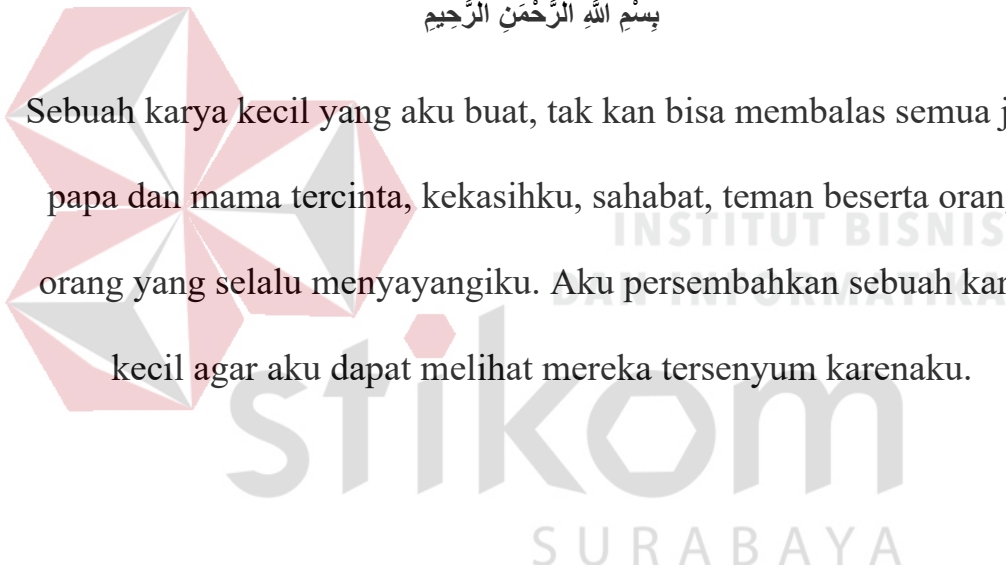 بِسْمِ اللَّهِ الرَّحْمَنِ الرَّحِيمِ
Sebuah karya kecil yang aku buat, tak kan bisa membalas semua
papa dan mama tercinta, kekasihku, sahabat, teman beserta
INSTITUT BISNIS
orang yang selalu menyayangiku. Aku persembahkan sebuah
DAN INFORMATIKA
kecil agar aku dapat melihat mereka tersenyum karenaku.
stikom
SURABAYA